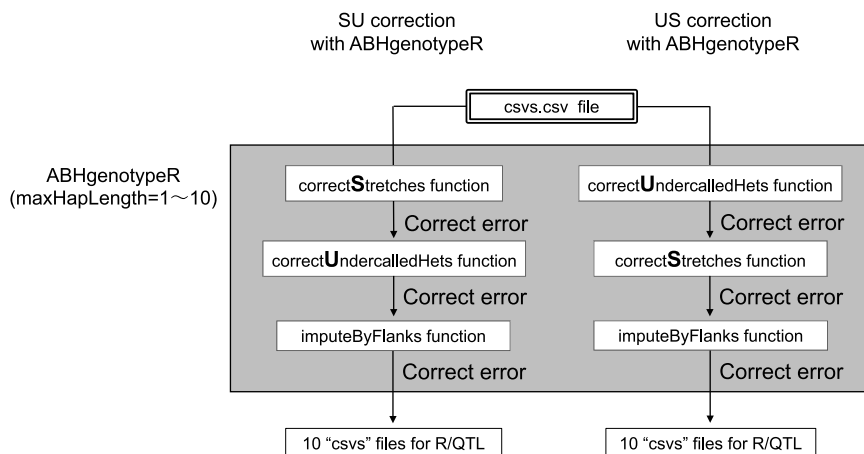 SU correction
with ABHgenotypeR
US correction
with ABHgenotypeR
csvs.csv file
ABHgenotypeR
(maxHapLength=1～10)
correctStretches function
correctUndercalledHets function
Correct error
Correct error
correctUndercalledHets function
correctStretches function
Correct error
Correct error
imputeByFlanks function
imputeByFlanks function
Correct error
Correct error
10 “csvs” files for R/QTL
10 “csvs” files for R/QTL